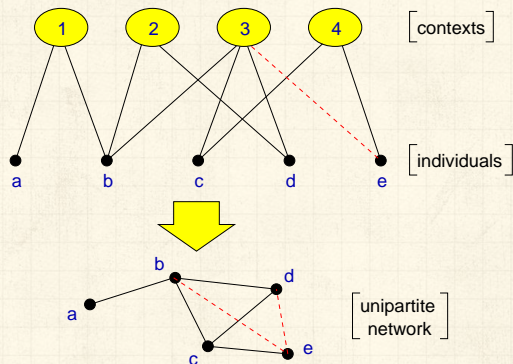 1 2 3 4 [contexts]
a b c d e [individuals]
b
d
a
c
e
[unipartite
network]